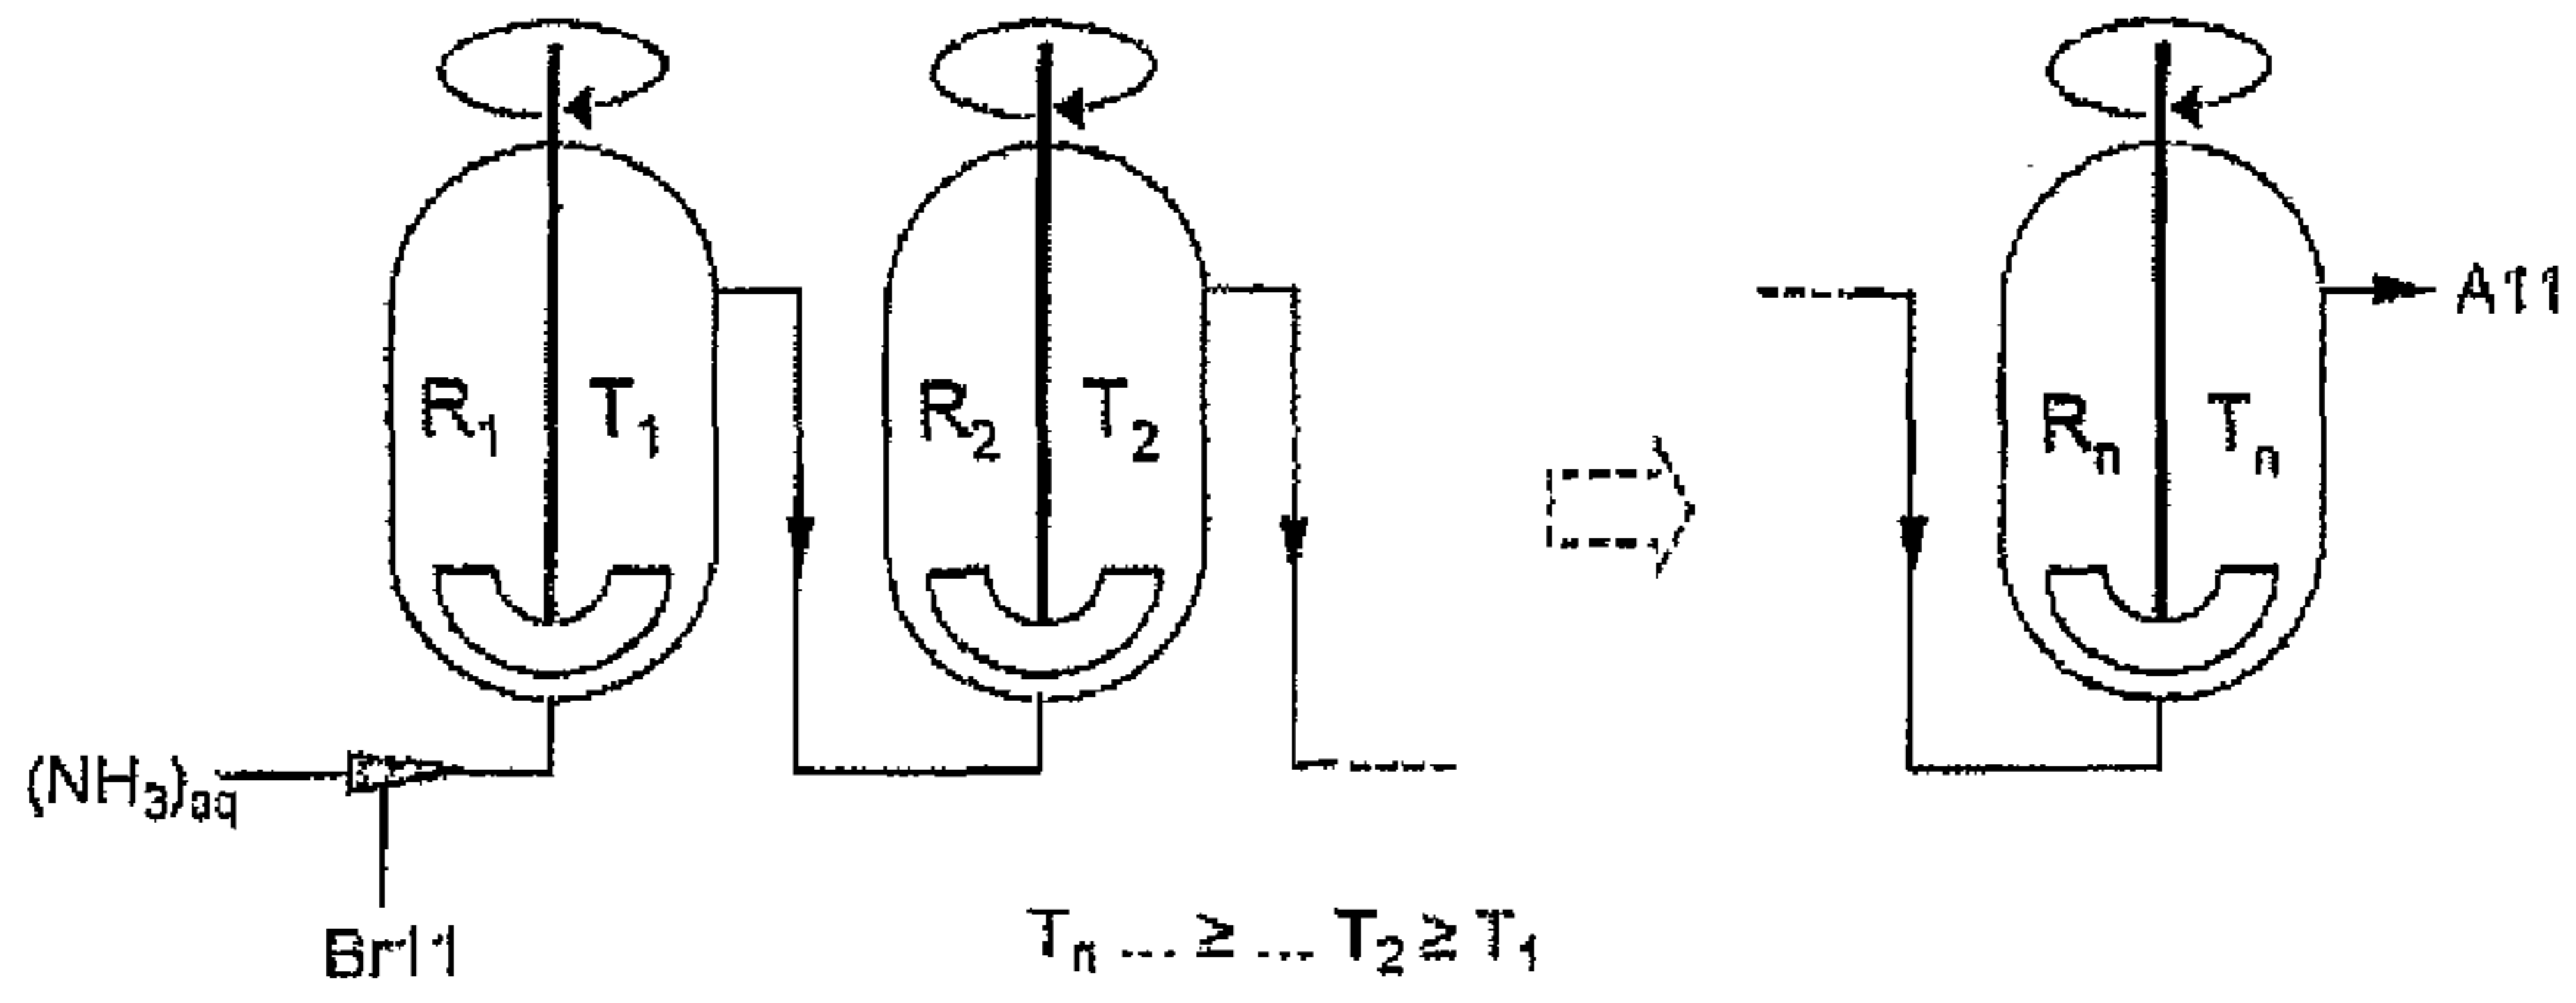 R₁ T₁
R₂ T₂
Rₙ Tₙ
A11
(NH₃)aq
Br11
Tₙ ... ≥ ... T₂ ≥ T₁